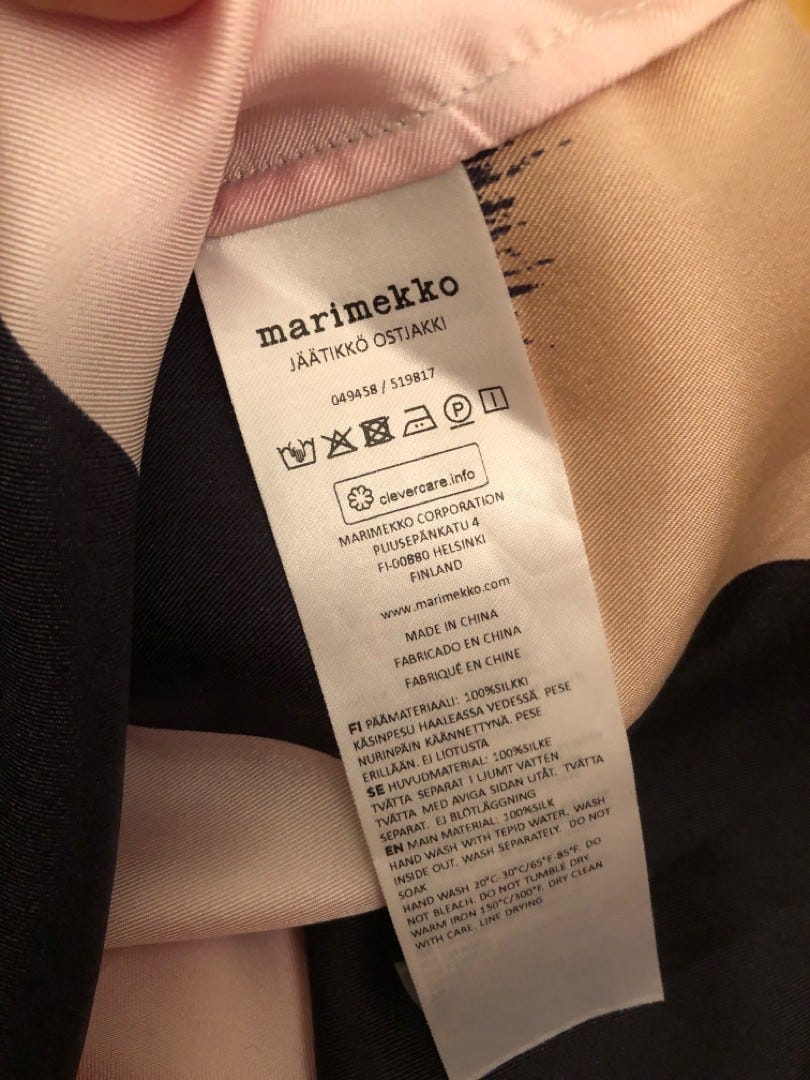 marimekko
JÄÄTIKKÖ OSTJAKKI
049458 / 519817
P
clevercare.info
MARIMEKKO CORPORATION
PUUSEPÄNKATU 4
FI-00880 HELSINKI
FINLAND
www.marimekko.com
MADE IN CHINA
FABRICADO EN CHINA
FABRIQUÉ EN CHINE
FI PÄÄMATERIAALI: 100%SILKKI
KÄSINPESU HAALEASSA VEDESSÄ. PESE
NURINPÄIN KÄÄNNETTYNÄ. PESE
ERILLÄÄN. EI LIOTUSTA
SE HUVUDMATERIAL: 100%SILKE
TVÄTTA SEPARAT I LJUMT VATTEN
TVÄTTA MED AVIGA SIDAN UTÅT. TVÄTTA
SEPARAT. EJ BLÖTLÄGGNING
EN MAIN MATERIAL: 100%SILK
HAND WASH WITH TEPID WATER. WASH
INSIDE OUT. WASH SEPARATELY. DO NOT
SOAK
HAND WASH 20°C-30°C/65°F-85°F. DO
NOT BLEACH. DO NOT TUMBLE DRY.
WARM IRON 150°C/300°F. DRY CLEAN
WITH CARE. LINE DRYING